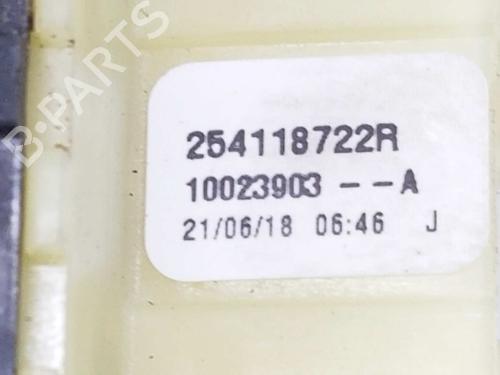 B-PARTS
254118722R
10023903 --A
21/06/18 06:46 J